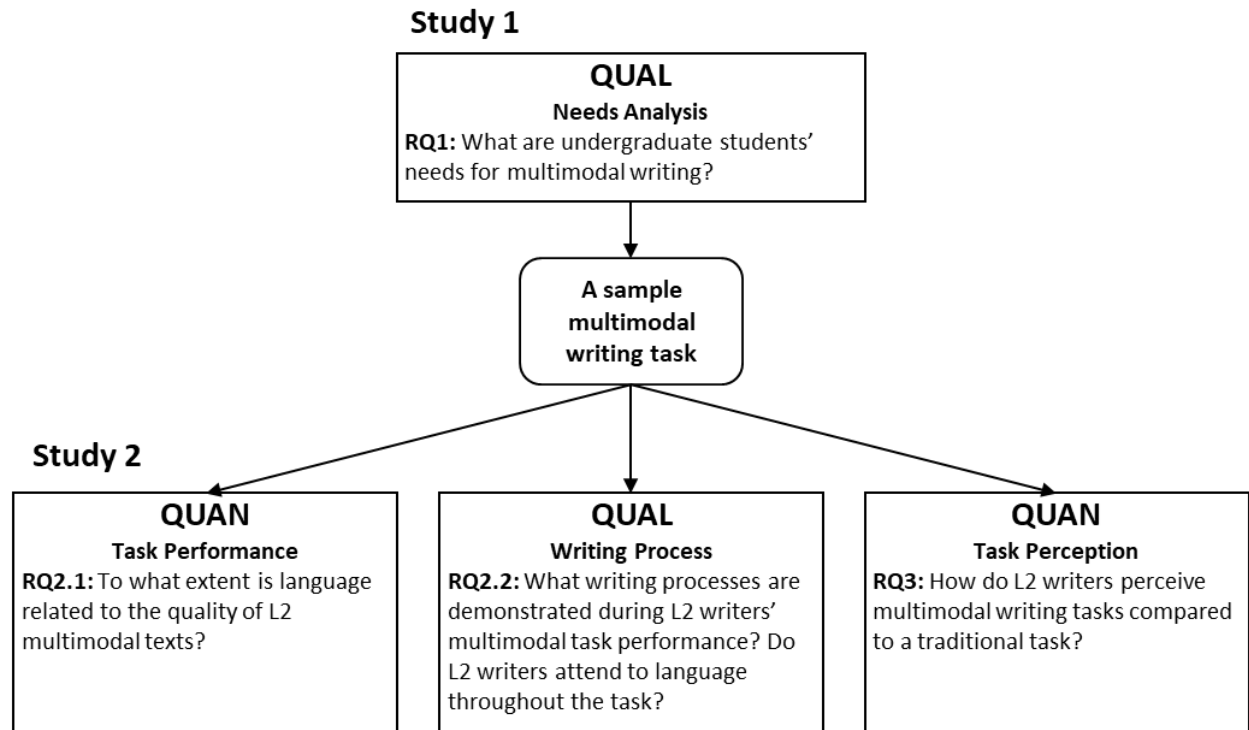 Study 1
QUAL
Needs Analysis
RQ1: What are undergraduate students’
needs for multimodal writing?
A sample
multimodal
writing task
Study 2
QUAN
Task Performance
RQ2.1: To what extent is language
related to the quality of L2
multimodal texts?
QUAL
Writing Process
RQ2.2: What writing processes are
demonstrated during L2 writers’
multimodal task performance? Do
L2 writers attend to language
throughout the task?
QUAN
Task Perception
RQ3: How do L2 writers perceive
multimodal writing tasks compared
to a traditional task?